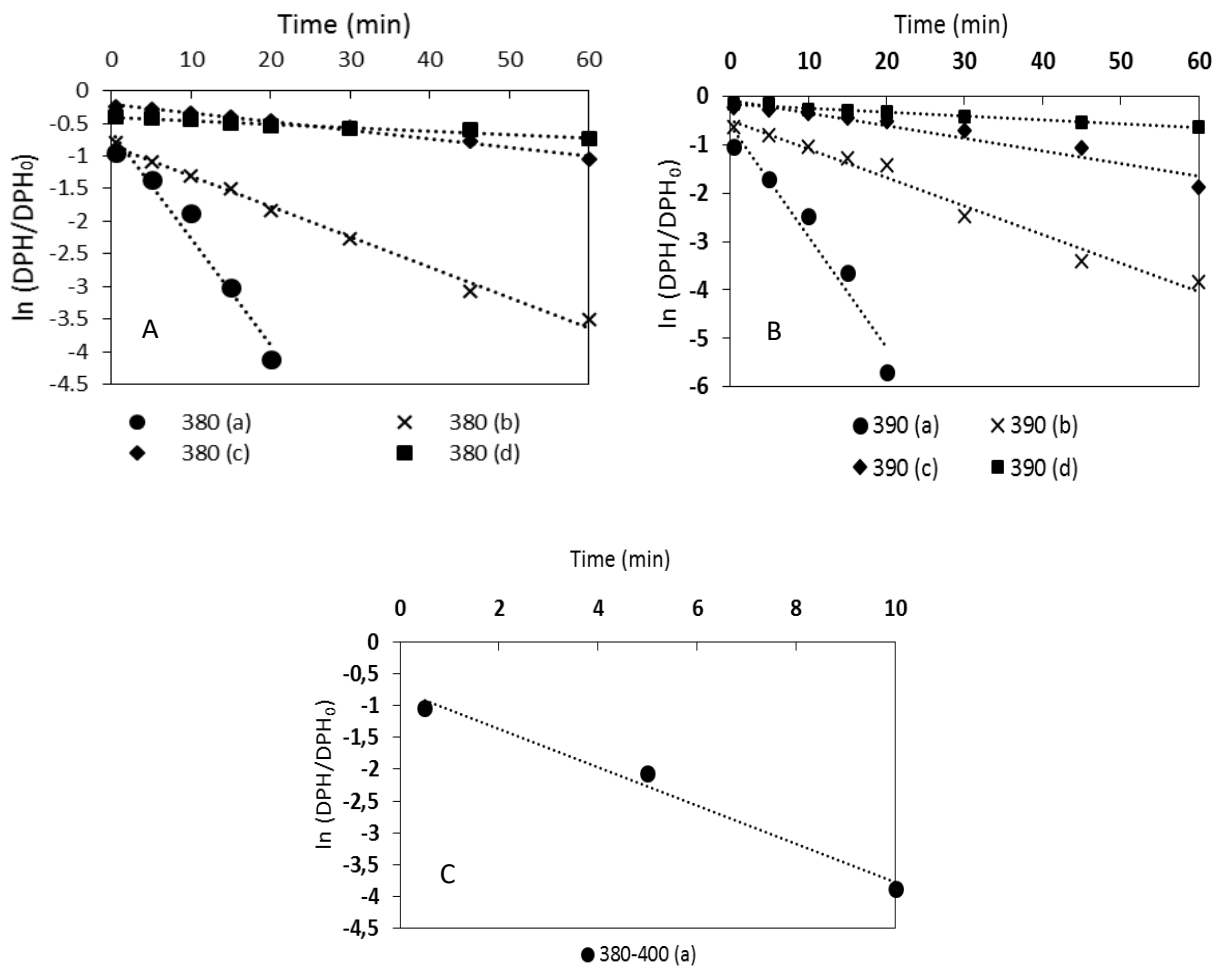 Time (min)
0 10 20 30 40 50 60
0
-0.5
-1
-1.5
-2
-2.5
-3
-3.5
-4
-4.5
ln (DPH/DPH₀)
A
380 (a) 380 (b)
380 (c) 380 (d)
Time (min)
0 10 20 30 40 50 60
0
-1
-2
-3
-4
-5
-6
ln (DPH/DPH₀)
B
390 (a) 390 (b)
390 (c) 390 (d)
Time (min)
0 2 4 6 8 10
0
-0,5
-1
-1,5
-2
-2,5
-3
-3,5
-4
-4,5
ln (DPH/DPH₀)
C
380-400 (a)